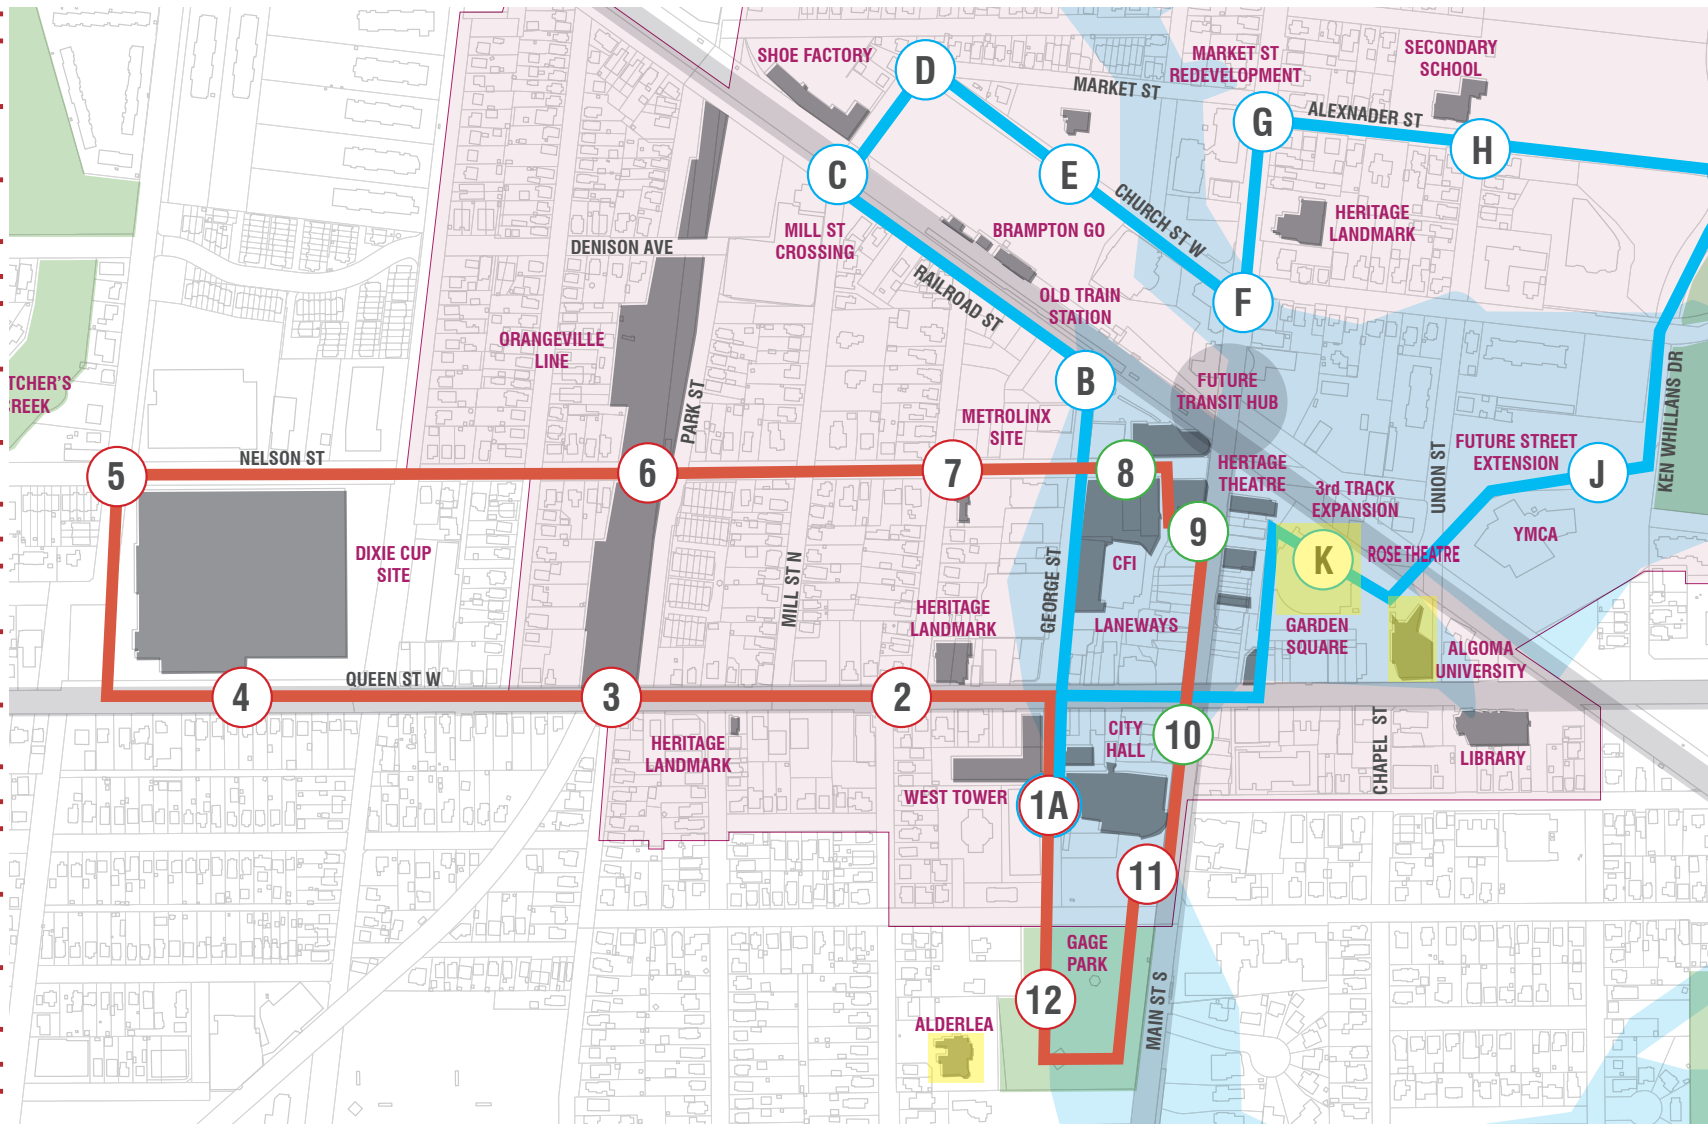 SHOE FACTORY
D
MARKET ST
REDEVELOPMENT
SECONDARY
SCHOOL
MARKET ST
G
ALEXNADER ST
H
C
E
CHURCH ST W
HERITAGE
LANDMARK
MILL ST
CROSSING
BRAMPTON GO
DENISON AVE
RAILROAD ST
OLD TRAIN
STATION
F
ORANGEVILLE
LINE
TCHER'S
REEK
PARK ST
B
FUTURE
TRANSIT HUB
KEN WHILLANS DR
METROLINX
SITE
NELSON ST
5
6
7
8
HERTAGE
THEATRE
UNION ST
FUTURE STREET
EXTENSION
J
3rd TRACK
EXPANSION
9
YMCA
DIXIE CUP
SITE
CFI
K
ROSE THEATRE
MILL ST N
GEORGE ST
HERITAGE
LANDMARK
LANEWAYS
GARDEN
SQUARE
ALGOMA
UNIVERSITY
QUEEN ST W
4
3
2
HERITAGE
LANDMARK
CITY
HALL
10
CHAPEL ST
LIBRARY
WEST TOWER
1A
11
GAGE
PARK
12
MAIN ST S
ALDERLEA